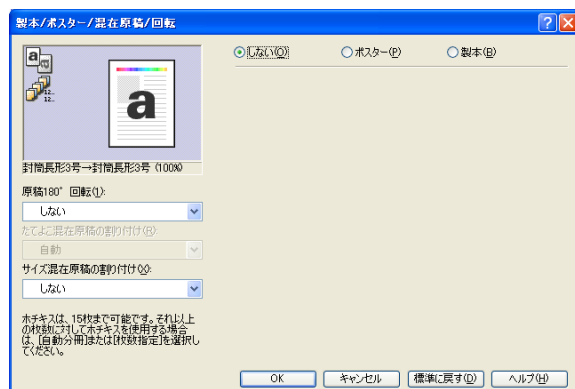 製本/ポスター/混在原稿/回転
しない(O) ポスター(P) 製本(B)
a
a
12..
12..
a
封筒長形3号→封筒長形3号 (100%)
原稿180° 回転(1):
しない
たてよこ混在原稿の割り付け(R):
自動
サイズ混在原稿の割り付け(X):
しない
ホチキスは、15枚まで可能です。それ以上
の枚数に対してホチキスを使用する場合
は、[自動分冊]または[枚数指定]を選択し
てください。
OK キャンセル 標準に戻す(D) ヘルプ(H)